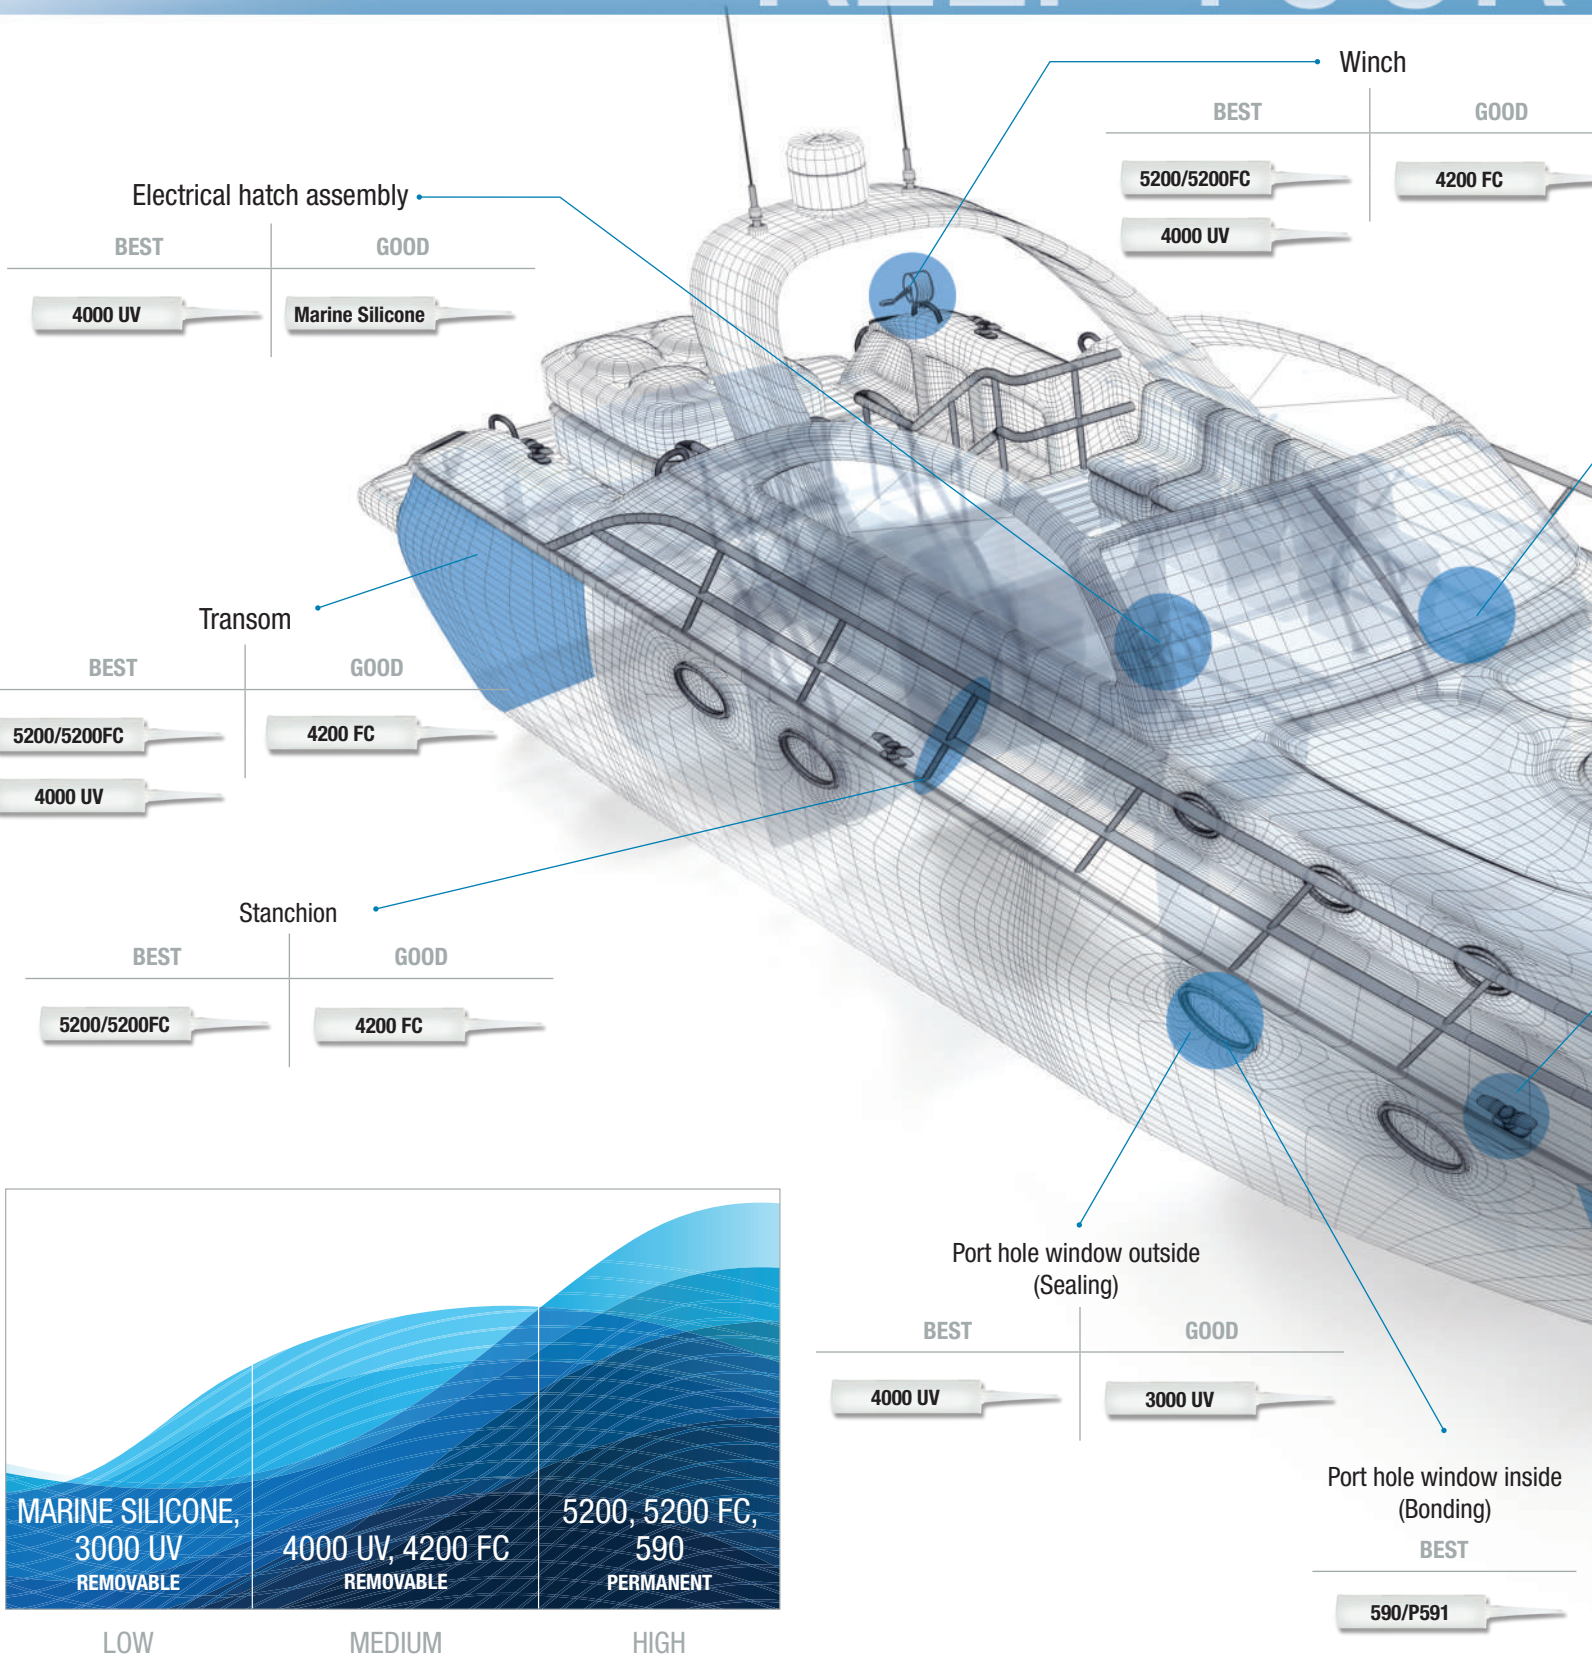 Winch
BEST GOOD
5200/5200FC 4200 FC
4000 UV
Electrical hatch assembly
BEST GOOD
4000 UV Marine Silicone
Transom
BEST GOOD
5200/5200FC 4200 FC
4000 UV
Stanchion
BEST GOOD
5200/5200FC 4200 FC
Port hole window outside
(Sealing)
BEST GOOD
4000 UV 3000 UV
Port hole window inside
(Bonding)
BEST
590/P591
MARINE SILICONE,
3000 UV
REMOVABLE
4000 UV, 4200 FC
REMOVABLE
5200, 5200 FC,
590
PERMANENT
LOW MEDIUM HIGH